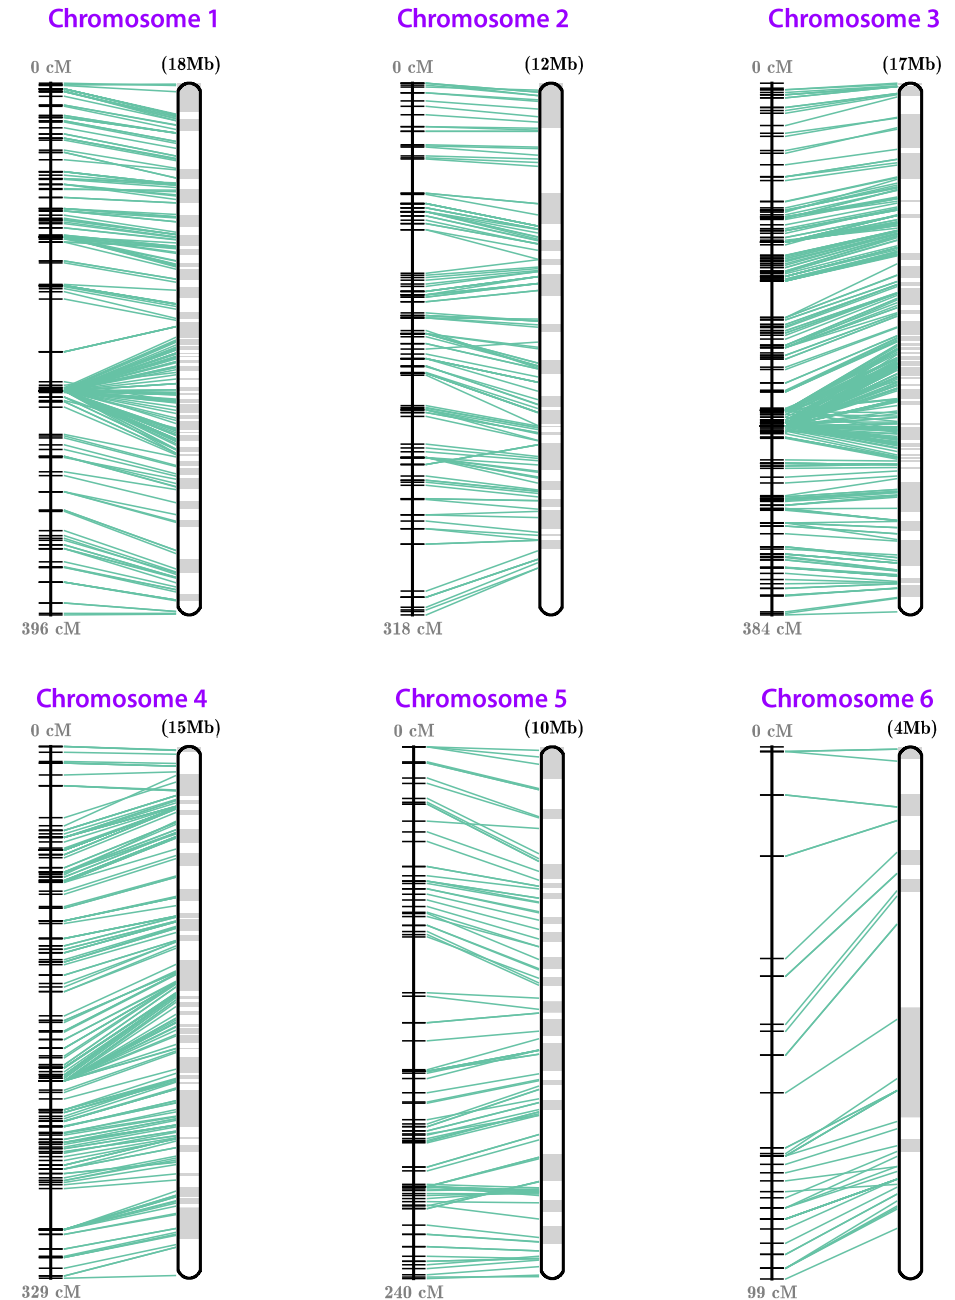 Chromosome 1
Chromosome 2
Chromosome 3
0 cM
(18Mb)
0 cM
(12Mb)
0 cM
(17Mb)
396 cM
318 cM
384 cM
Chromosome 4
Chromosome 5
Chromosome 6
0 cM
(15Mb)
0 cM
(10Mb)
0 cM
(4Mb)
329 cM
240 cM
99 cM